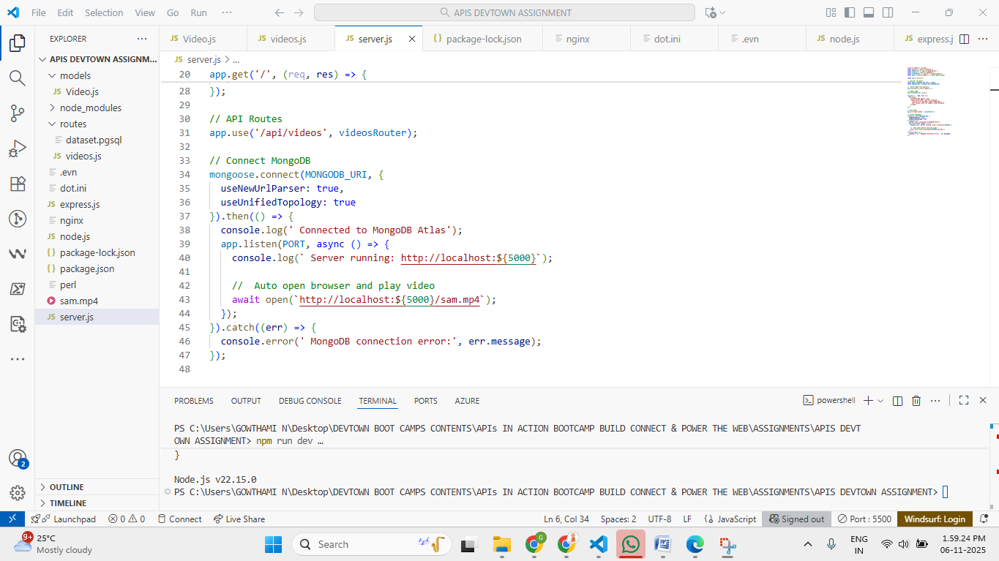 File Edit Selection View Go Run ··· APIS DEVTOWN ASSIGNMENT
EXPLORER ···
APIS DEVTOWN ASSIGNM...
models
JS Video.js
node_modules
routes
dataset.pgsql
JS videos.js
.evn
dot.ini
JS express.js
nginx
JS node.js
{} package-lock.json
{} package.json
perl
sam.mp4
JS server.js
OUTLINE
TIMELINE
JS Video.js JS videos.js JS server.js {} package-lock.json nginx dot.ini .evn JS node.js JS express.j ···
JS server.js > ...
20 app.get('/', (req, res) => {
28 });
29
30 // API Routes
31 app.use('/api/videos', videosRouter);
32
33 // Connect MongoDB
34 mongoose.connect(MONGODB_URI, {
35 useNewUrlParser: true,
36 useUnifiedTopology: true
37 }).then(() => {
38 console.log(' Connected to MongoDB Atlas');
39 app.listen(PORT, async () => {
40 console.log(` Server running: http://localhost:${5000}`);
41
42 //  Auto open browser and play video
43 await open(`http://localhost:${5000}/sam.mp4`);
44 });
45 }).catch((err) => {
46 console.error(' MongoDB connection error:', err.message);
47 });
48
PROBLEMS OUTPUT DEBUG CONSOLE TERMINAL PORTS AZURE powershell ···
PS C:\Users\GOWTHAMI N\Desktop\DEVTOWN BOOT CAMPS CONTENTS\APIs IN ACTION BOOTCAMP BUILD CONNECT & POWER THE WEB\ASSIGNMENTS\APIS DEVT
OWN ASSIGNMENT> npm run dev …
}
Node.js v22.15.0
PS C:\Users\GOWTHAMI N\Desktop\DEVTOWN BOOT CAMPS CONTENTS\APIs IN ACTION BOOTCAMP BUILD CONNECT & POWER THE WEB\ASSIGNMENTS\APIS DEVTOWN ASSIGNMENT>
2
Launchpad 0 0 Connect Live Share Ln 6, Col 34 Spaces: 2 UTF-8 LF {} JavaScript Signed out Port : 5500 Windsurf: Login
9+ 25°C
Mostly cloudy
Search
G
ENG
IN
1.59.24 PM
06-11-2025